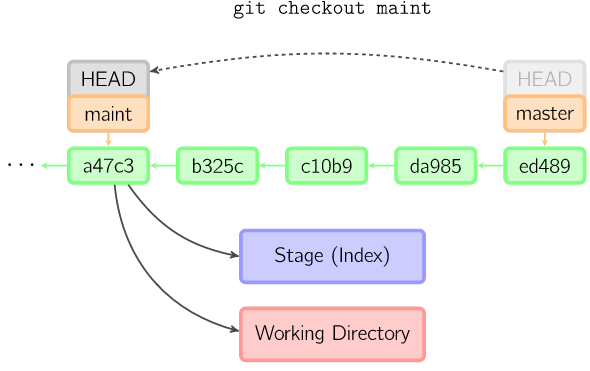 git checkout maint
HEAD
HEAD
maint
master
... a47c3 b325c c10b9 da985 ed489
Stage (Index)
Working Directory